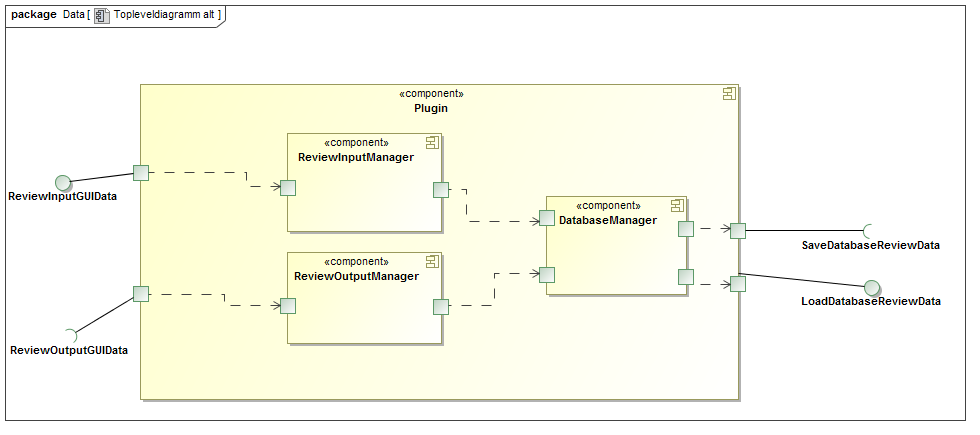 package Data [ Topleveldiagramm alt ]
«component»
Plugin
«component»
ReviewInputManager
ReviewInputGUIData
«component»
DatabaseManager
SaveDatabaseReviewData
«component»
ReviewOutputManager
LoadDatabaseReviewData
ReviewOutputGUIData